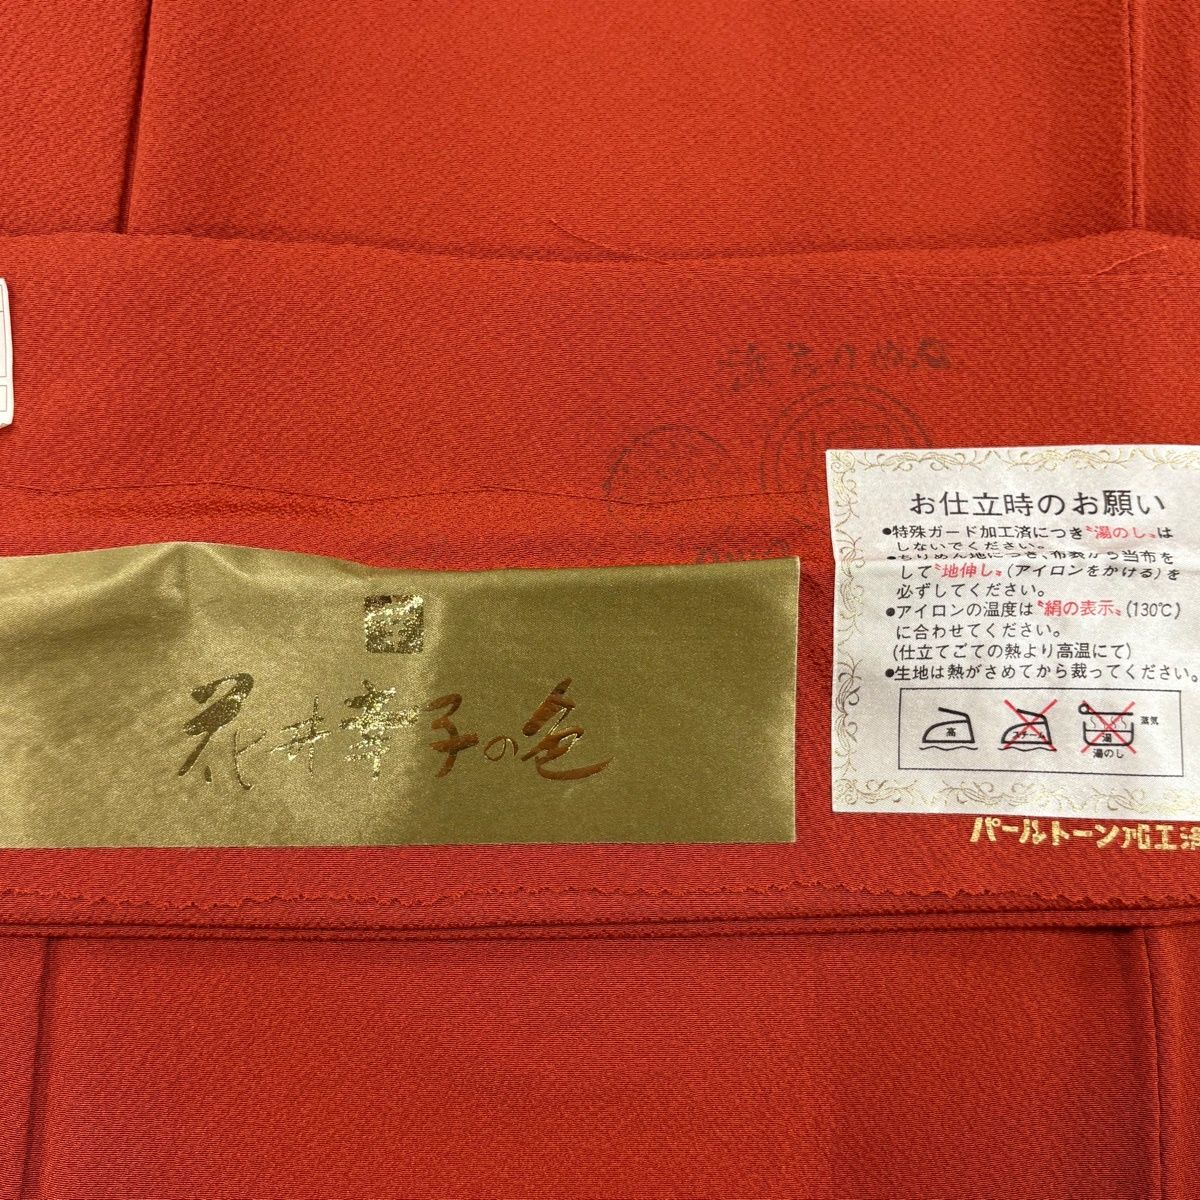 お仕立時のお願い
●特殊ガード加工済につき〝湯のし〟は
しないでください。
●ちりめん地につき、布表から当布を
して〝地伸し〟(アイロンをかける)を
必ずしてください。
●アイロンの温度は〝絹の表示〟(130℃)
に合わせてください。
(仕立てごての熱より高温にて)
●生地は熱がさめてから裁ってください。
高
スチーム
湯
蒸気
湯のし
パールトーン加工済
花井幸子の色